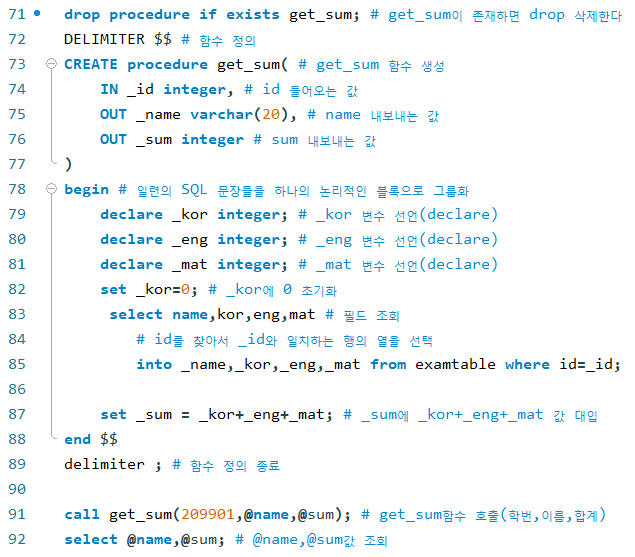 71 drop procedure if exists get_sum; # get_sum이 존재하면 drop 삭제한다
72 DELIMITER $$ # 함수 정의
73 CREATE procedure get_sum( # get_sum 함수 생성
74 IN _id integer, # id 들어오는 값
75 OUT _name varchar(20), # name 내보내는 값
76 OUT _sum integer # sum 내보내는 값
77 )
78 begin # 일련의 SQL 문장들을 하나의 논리적인 블록으로 그룹화
79 declare _kor integer; # _kor 변수 선언(declare)
80 declare _eng integer; # _eng 변수 선언(declare)
81 declare _mat integer; # _mat 변수 선언(declare)
82 set _kor=0; # _kor에 0 초기화
83 select name,kor,eng,mat # 필드 조회
84 # id를 찾아서 _id와 일치하는 행의 열을 선택
85 into _name,_kor,_eng,_mat from examtable where id=_id;
86
87 set _sum = _kor+_eng+_mat; # _sum에 _kor+_eng+_mat 값 대입
88 end $$
89 delimiter ; # 함수 정의 종료
90
91 call get_sum(209901,@name,@sum); # get_sum함수 호출(학번,이름,합계)
92 select @name,@sum; # @name,@sum값 조회